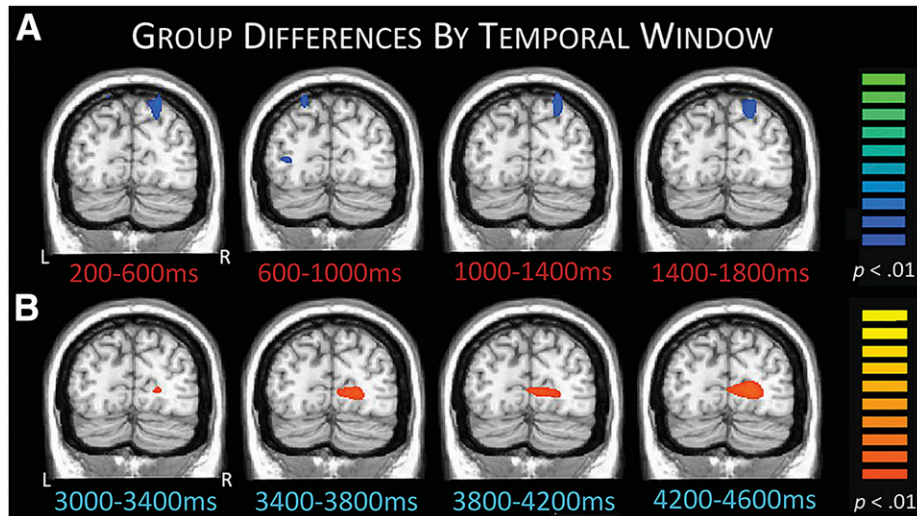 A
GROUP DIFFERENCES BY TEMPORAL WINDOW
L R
200-600ms 600-1000ms 1000-1400ms 1400-1800ms
p < .01
B
L R
3000-3400ms 3400-3800ms 3800-4200ms 4200-4600ms
p < .01